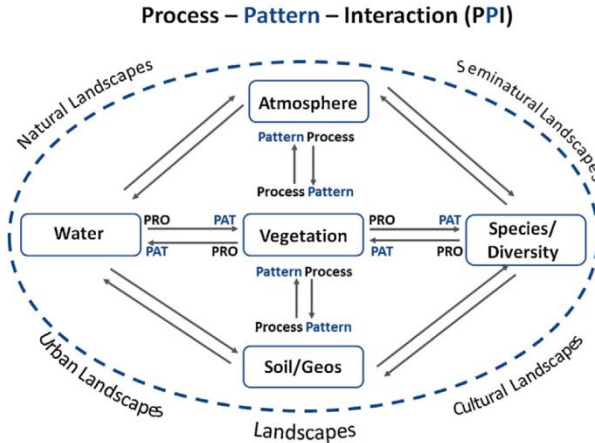 Process – Pattern – Interaction (PPI)
Natural Landscapes
Seminatural Landscapes
Atmosphere
Pattern Process
Process Pattern
Water
PRO PAT
PAT PRO
Vegetation
PRO PAT
PAT PRO
Species/
Diversity
Pattern Process
Process Pattern
Soil/Geos
Urban Landscapes
Cultural Landscapes
Landscapes